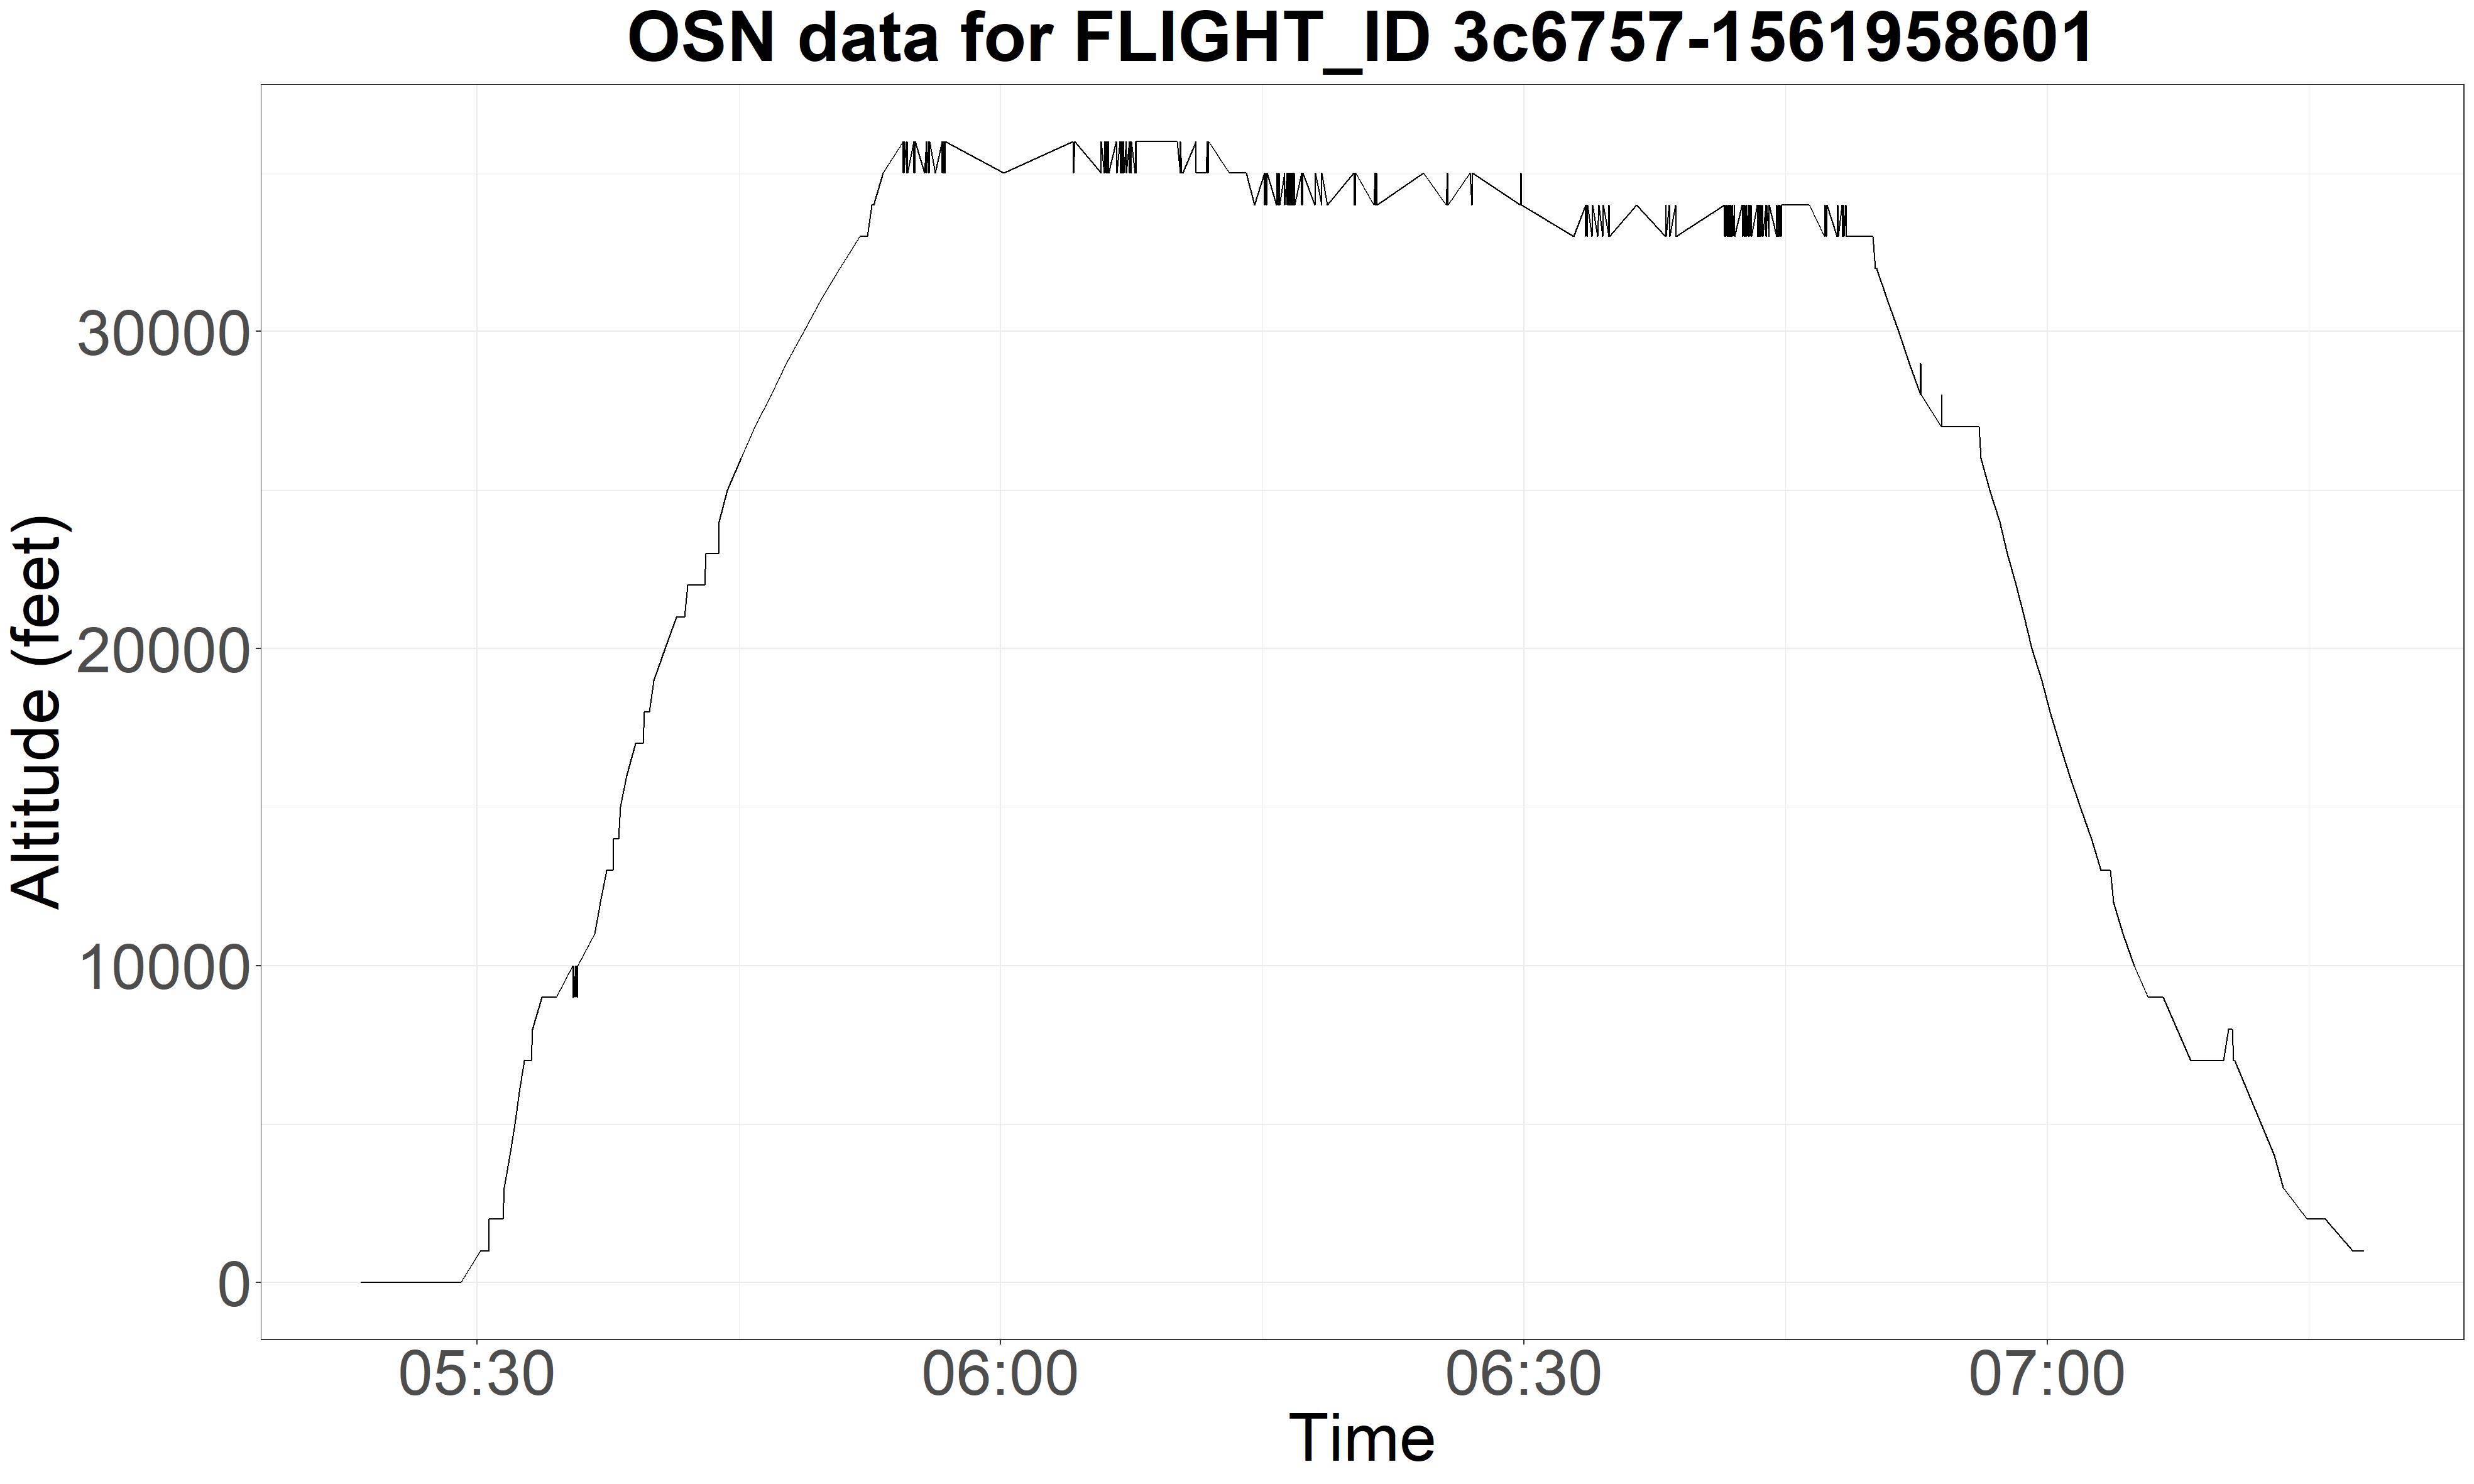 OSN data for FLIGHT_ID 3c6757-1561958601
Altitude (feet)
30000
20000
10000
0
05:30 06:00 06:30 07:00
Time